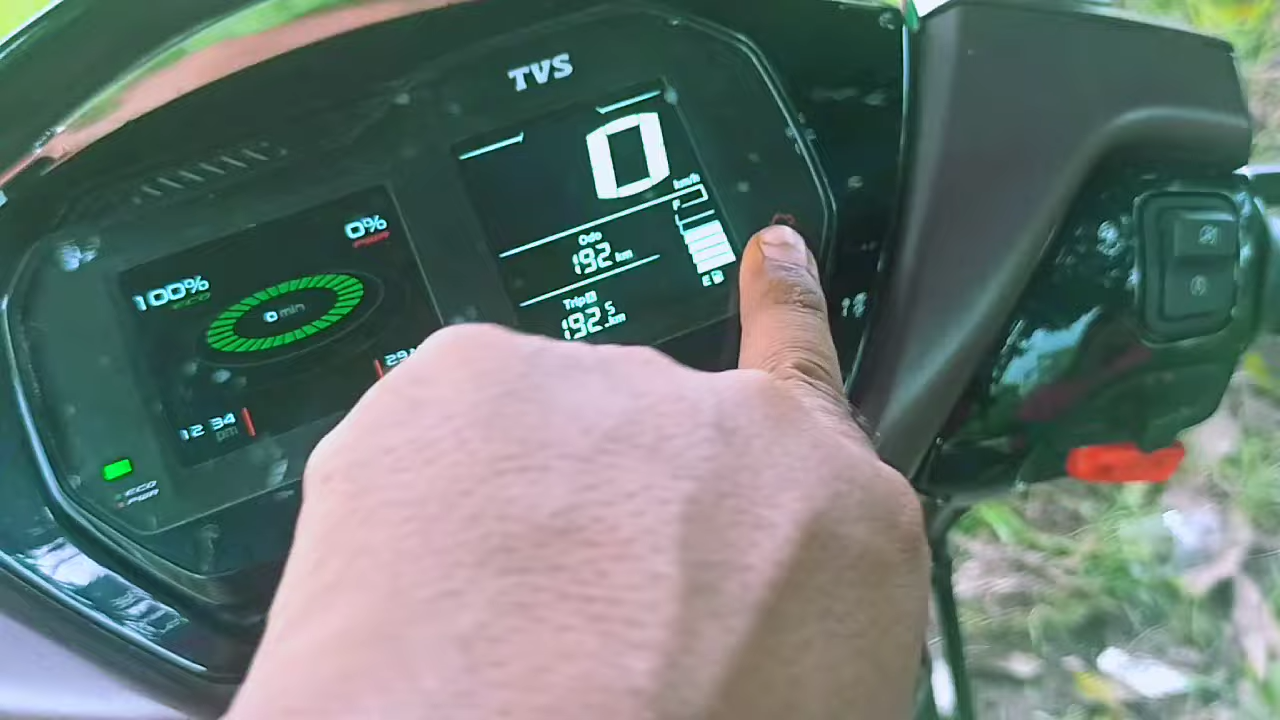 TVS
0
km/h
F
Odo
192 km
E
Trip
192.5 km
0%
PWR
100%
eco
0 min
12 34
pm
ECO
PWR